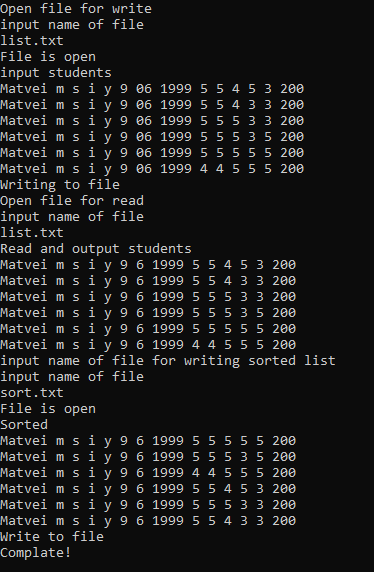 Open file for write
input name of file
list.txt
File is open
input students
Matvei m s i y 9 06 1999 5 5 4 5 3 200
Matvei m s i y 9 06 1999 5 5 4 3 3 200
Matvei m s i y 9 06 1999 5 5 5 3 3 200
Matvei m s i y 9 06 1999 5 5 5 3 5 200
Matvei m s i y 9 06 1999 5 5 5 5 5 200
Matvei m s i y 9 06 1999 4 4 5 5 5 200
Writing to file
Open file for read
input name of file
list.txt
Read and output students
Matvei m s i y 9 6 1999 5 5 4 5 3 200
Matvei m s i y 9 6 1999 5 5 4 3 3 200
Matvei m s i y 9 6 1999 5 5 5 3 3 200
Matvei m s i y 9 6 1999 5 5 5 3 5 200
Matvei m s i y 9 6 1999 5 5 5 5 5 200
Matvei m s i y 9 6 1999 4 4 5 5 5 200
input name of file for writing sorted list
input name of file
sort.txt
File is open
Sorted
Matvei m s i y 9 6 1999 5 5 5 5 5 200
Matvei m s i y 9 6 1999 5 5 5 3 5 200
Matvei m s i y 9 6 1999 4 4 5 5 5 200
Matvei m s i y 9 6 1999 5 5 4 5 3 200
Matvei m s i y 9 6 1999 5 5 5 3 3 200
Matvei m s i y 9 6 1999 5 5 4 3 3 200
Write to file
Complate!